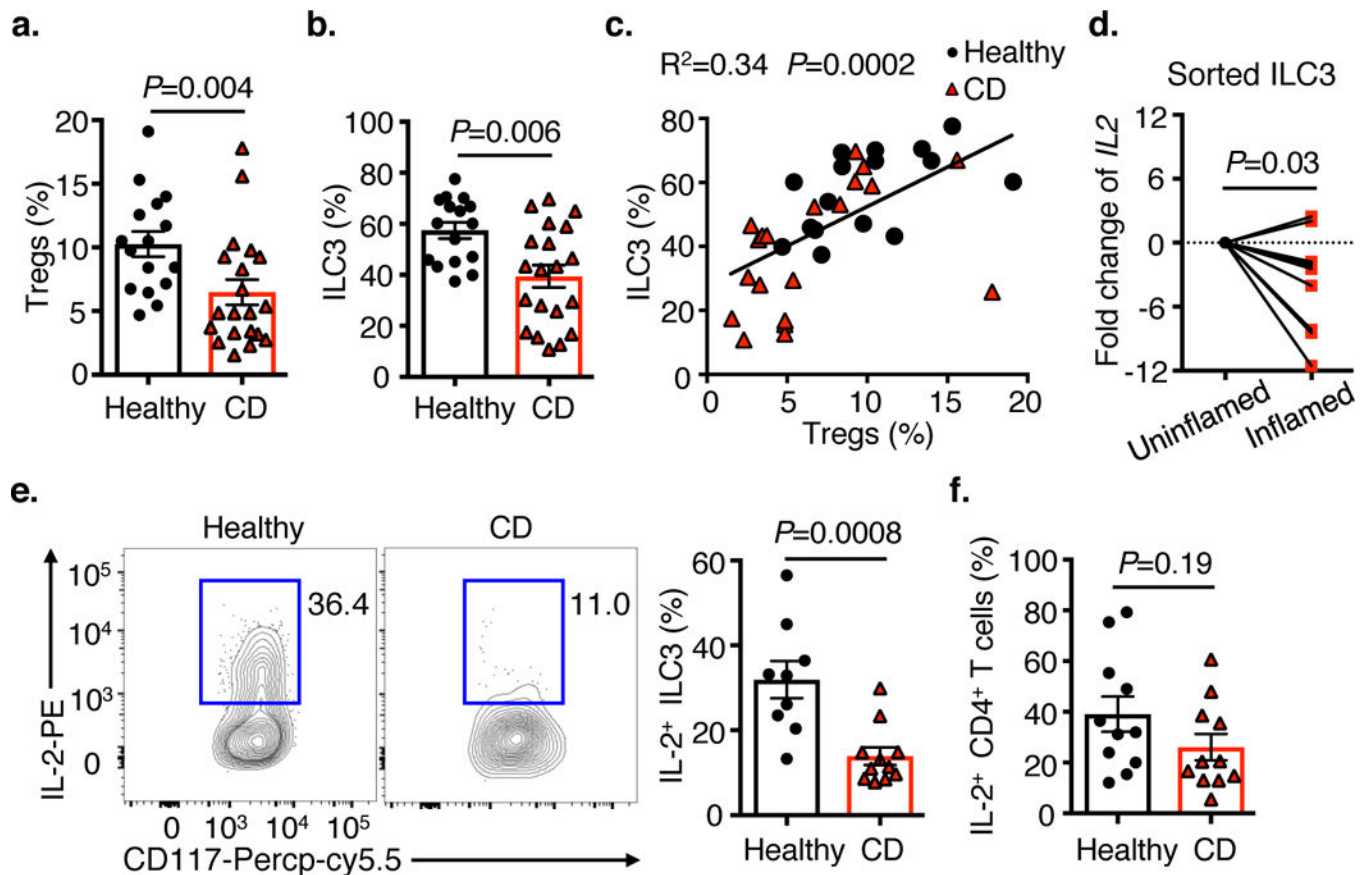 a.
P=0.004
Tregs (%)
20
15
10
5
0
Healthy
CD
b.
P=0.006
ILC3 (%)
100
80
60
40
20
0
Healthy
CD
c.
R²=0.34 P=0.0002
Healthy
CD
ILC3 (%)
80
60
40
20
0
0 5 10 15 20
Tregs (%)
d.
Sorted ILC3
P=0.03
Fold change of IL2
12
6
0
-6
-12
Uninflamed
Inflamed
e.
Healthy
CD
IL-2-PE
10⁵
10⁴
10³
0
36.4
11.0
0 10³ 10⁴ 10⁵
0 10³ 10⁴ 10⁵
CD117-Percp-cy5.5
P=0.0008
IL-2⁺ ILC3 (%)
60
40
20
0
Healthy
CD
f.
P=0.19
IL-2⁺ CD4⁺ T cells (%)
100
80
60
40
20
0
Healthy
CD